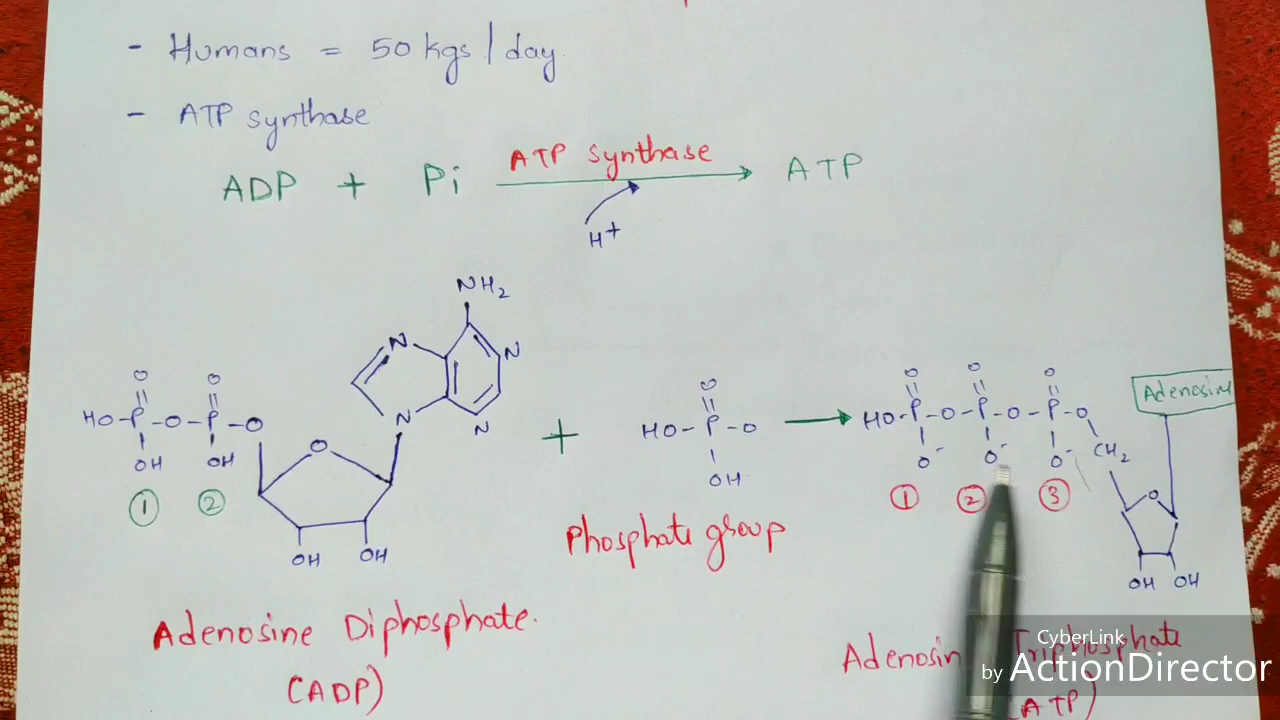 - Humans = 50 kgs / day
- ATP synthase
ATP synthase
ADP + Pi → ATP
H+
NH2
N N
N N
O O O
HO-P-O-P-O
OH OH
1 2
OH OH
+
O
HO-P-O
OH
→
O O O
HO-P-O-P-O-P-O
O- O- O-
CH2
1 2 3
O
OH OH
Adenosine
Phosphate group
Adenosine Diphosphate.
(ADP)
Adenosin Triphosphate
ATP)
CyberLink
by ActionDirector